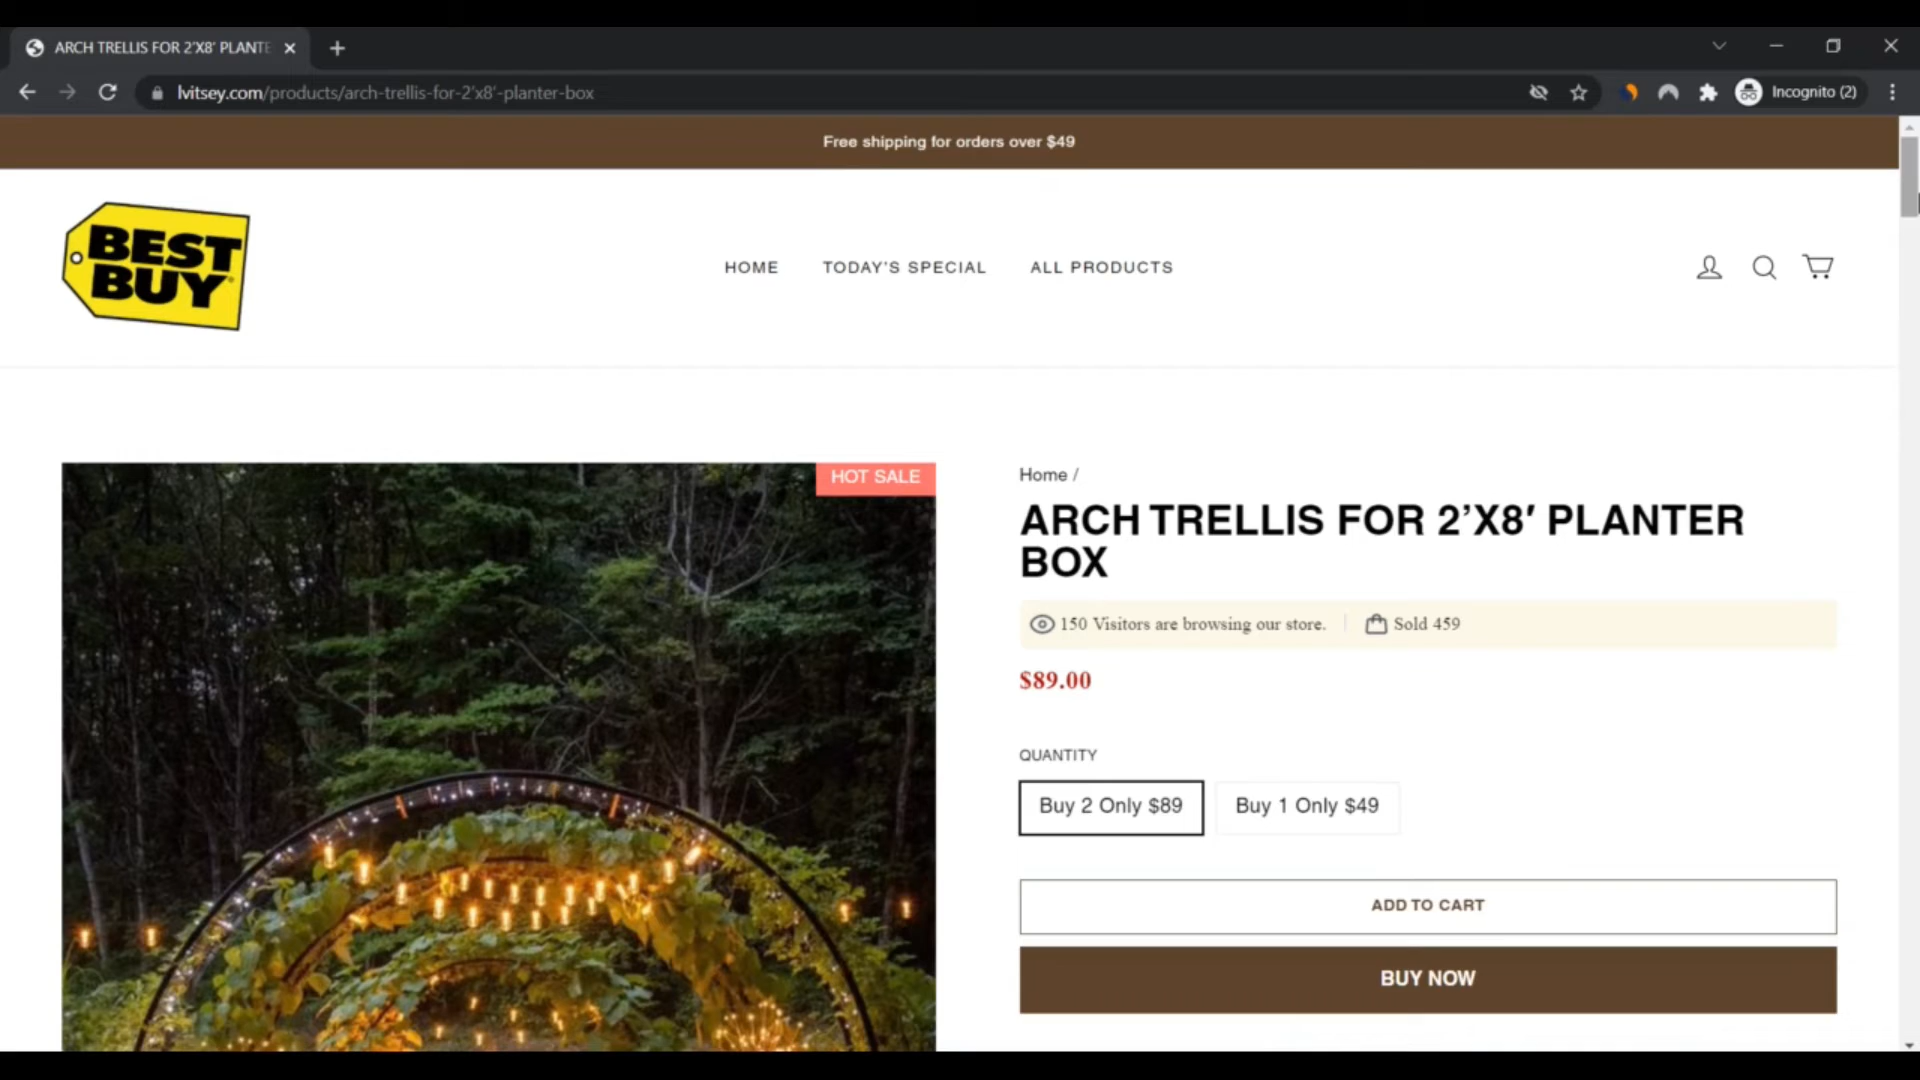 ARCH TRELLIS FOR 2'X8' PLANTE
lvitsey.com/products/arch-trellis-for-2'x8'-planter-box
Incognito (2)
Free shipping for orders over $49
BEST
BUY
HOME
TODAY'S SPECIAL
ALL PRODUCTS
HOT SALE
Home /
ARCH TRELLIS FOR 2’X8′ PLANTER
BOX
150 Visitors are browsing our store.
Sold 459
$89.00
QUANTITY
Buy 2 Only $89
Buy 1 Only $49
ADD TO CART
BUY NOW